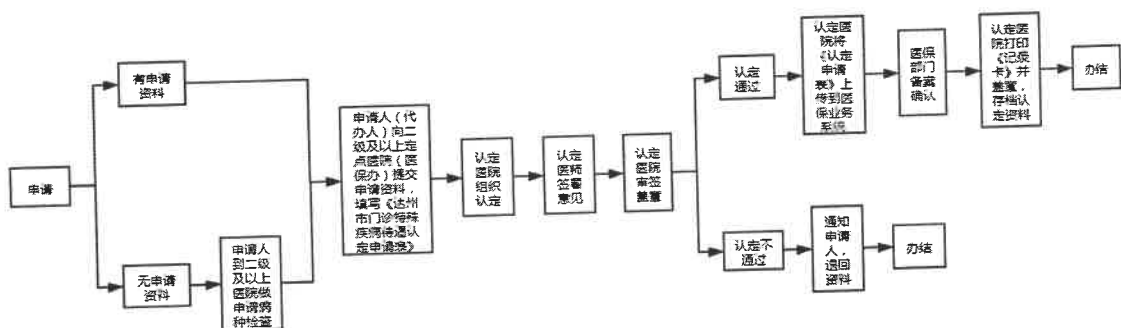 申请
有申请
资料
无申请
资料
申请人
到二级
及以上
医院做
申请病
种检查
申请人（代
办人）向二
级及以上定
点医院（医
保办）提交
申请资料，
填写《达州
市门诊特殊
疾病待遇认
定申请表》
认定
医院
组织
认定
认定
医师
签署
意见
认定
医院
审签
盖章
认定
通过
认定医
院将
《认定
申请
表》上
传到医
保业务
系统
医保
部门
备案
确认
认定医
院打印
《记录
卡》并
盖章，
存档认
定资料
办结
认定不
通过
通知
申请
人，
退回
资料
办结